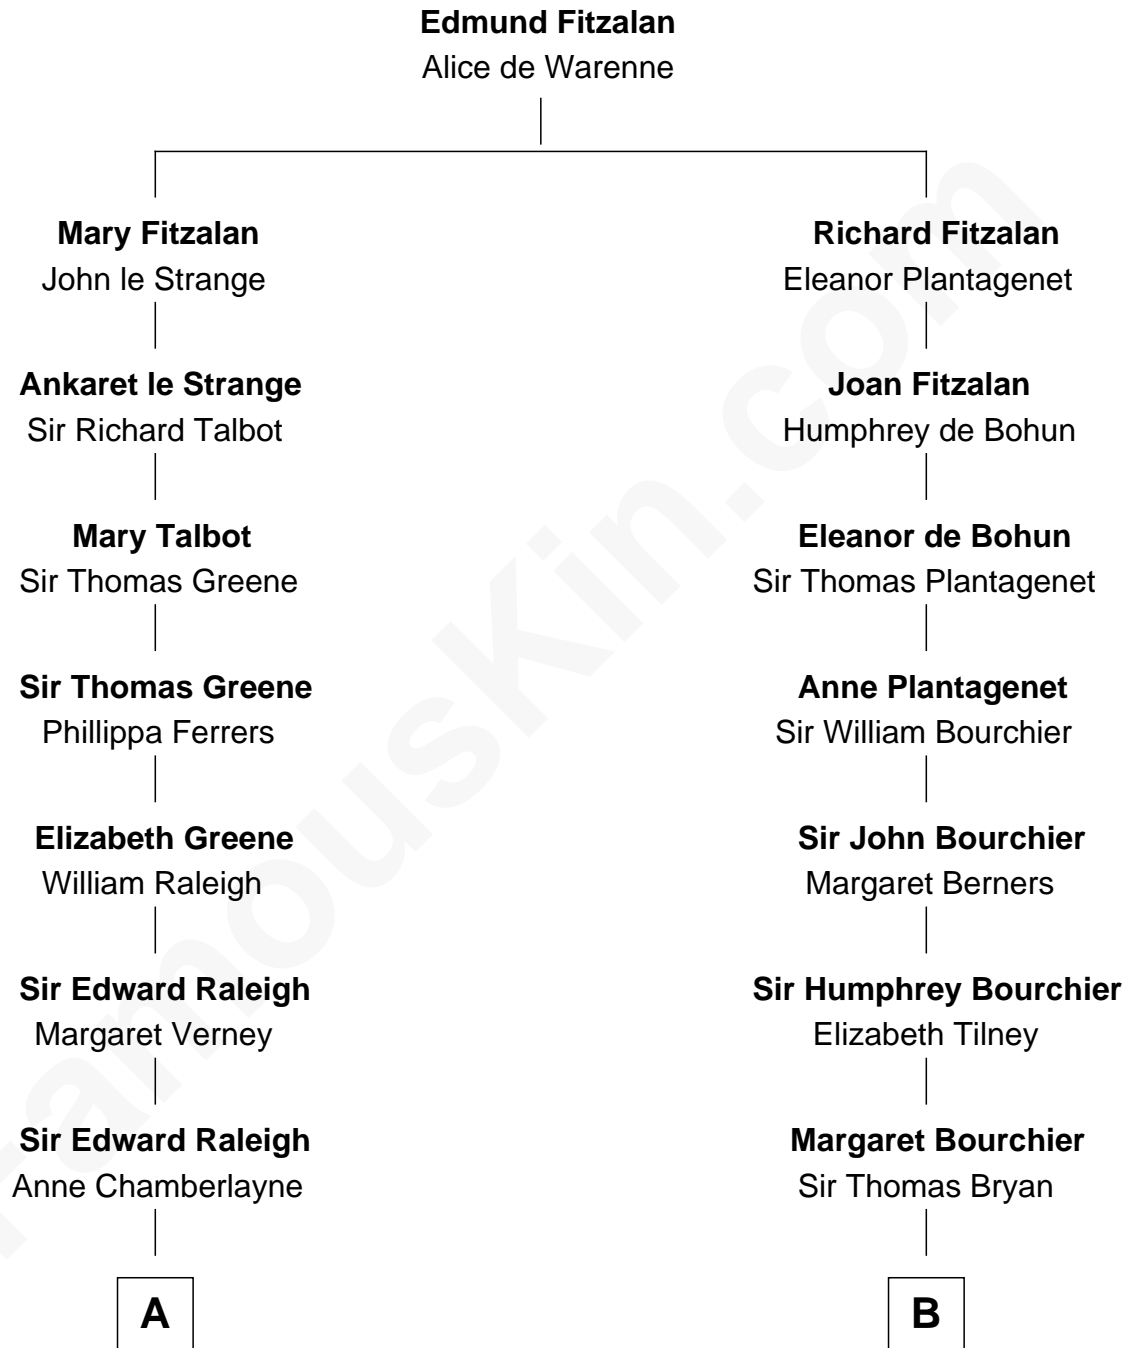 Edmund Fitzalan
Alice de Warenne
Mary Fitzalan
John le Strange
Ankaret le Strange
Sir Richard Talbot
Mary Talbot
Sir Thomas Greene
Sir Thomas Greene
Phillippa Ferrers
Elizabeth Greene
William Raleigh
Sir Edward Raleigh
Margaret Verney
Sir Edward Raleigh
Anne Chamberlayne
A
Richard Fitzalan
Eleanor Plantagenet
Joan Fitzalan
Humphrey de Bohun
Eleanor de Bohun
Sir Thomas Plantagenet
Anne Plantagenet
Sir William Bourchier
Sir John Bourchier
Margaret Berners
Sir Humphrey Bourchier
Elizabeth Tilney
Margaret Bourchier
Sir Thomas Bryan
B
FamousKin.com